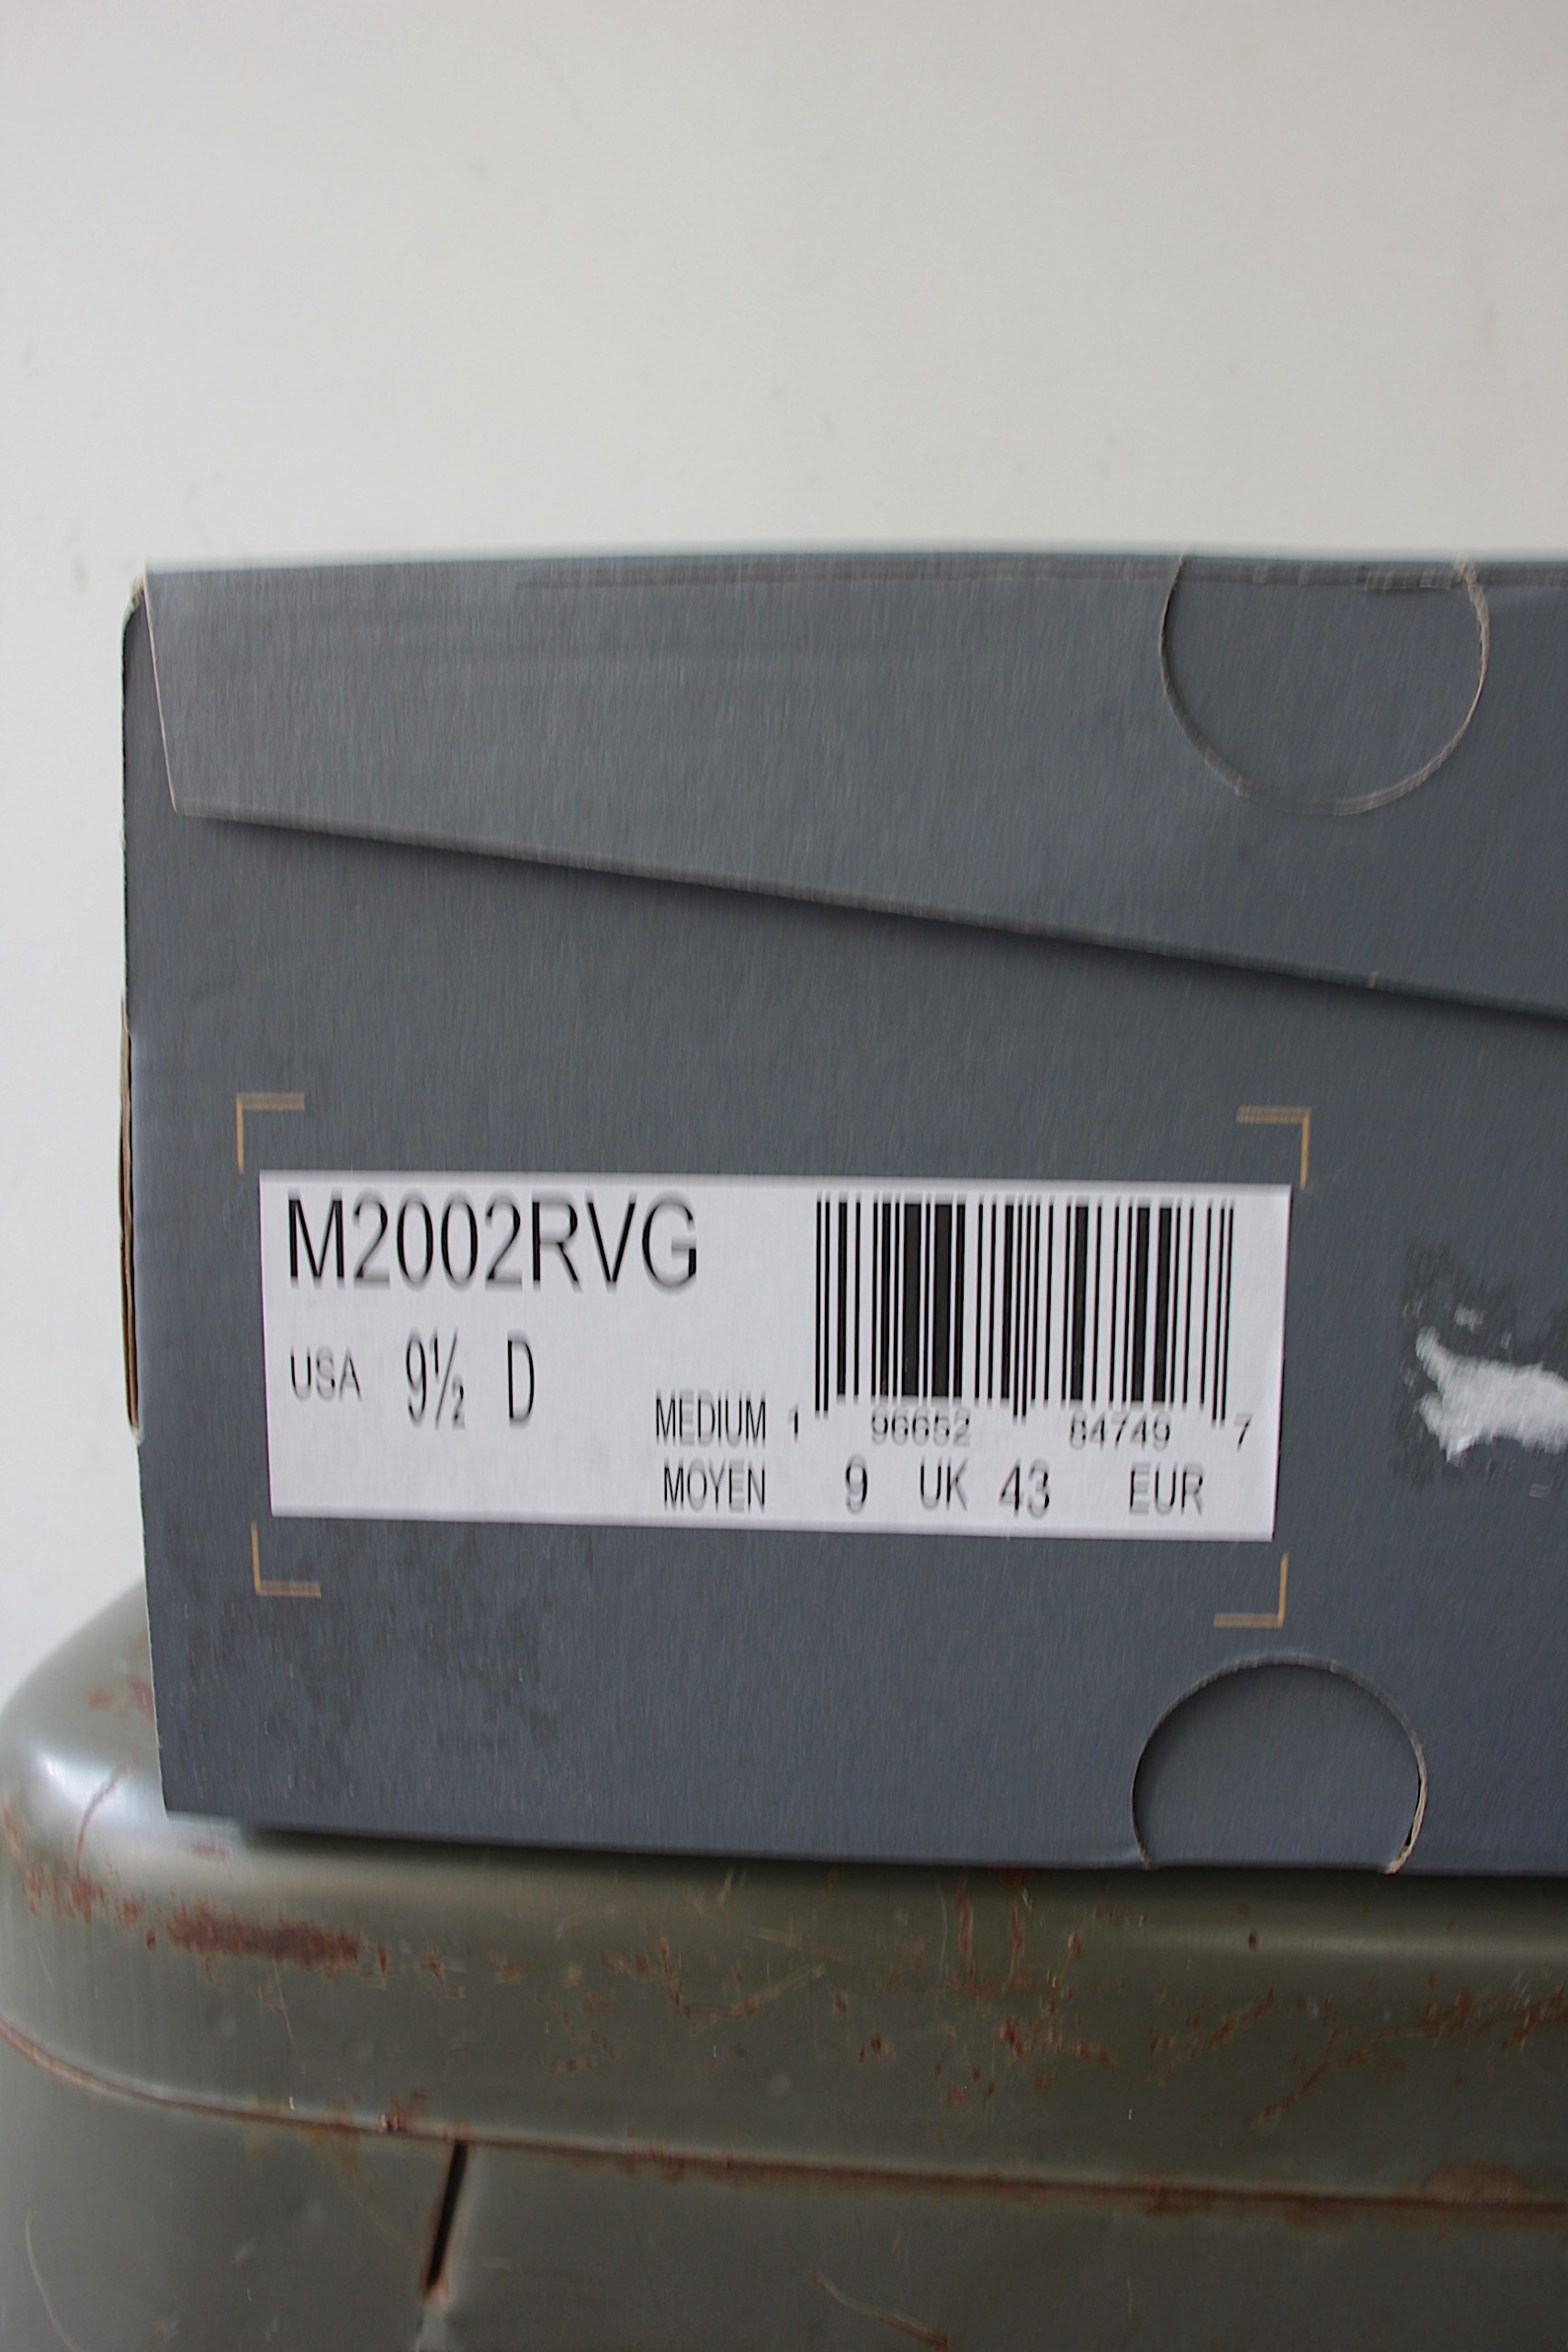 M2002RVG
USA 9½ D
MEDIUM 1 96652 84749 7
MOYEN 9 UK 43 EUR